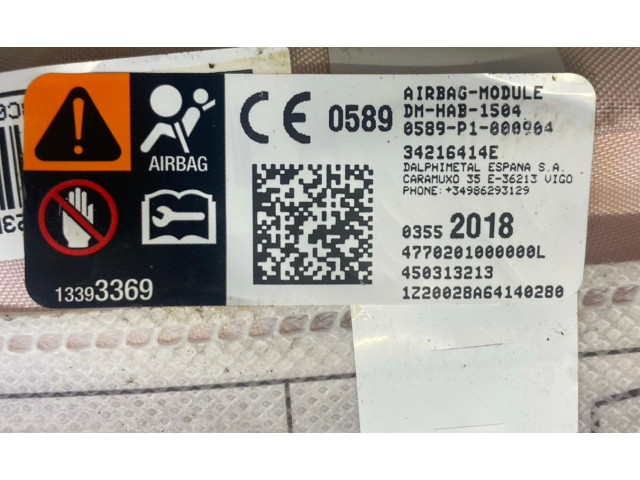 AIRBAG
13393369
CE 0589
AIRBAG-MODULE
DM-HAB-1504
0589-P1-000904
34216414E
DALPHIMETAL ESPANA S.A.
CARAMUXO 35 E-36213 VIGO
PHONE:+34986293129
0355 2018
4770201000000L
450313213
1Z20028A64140280